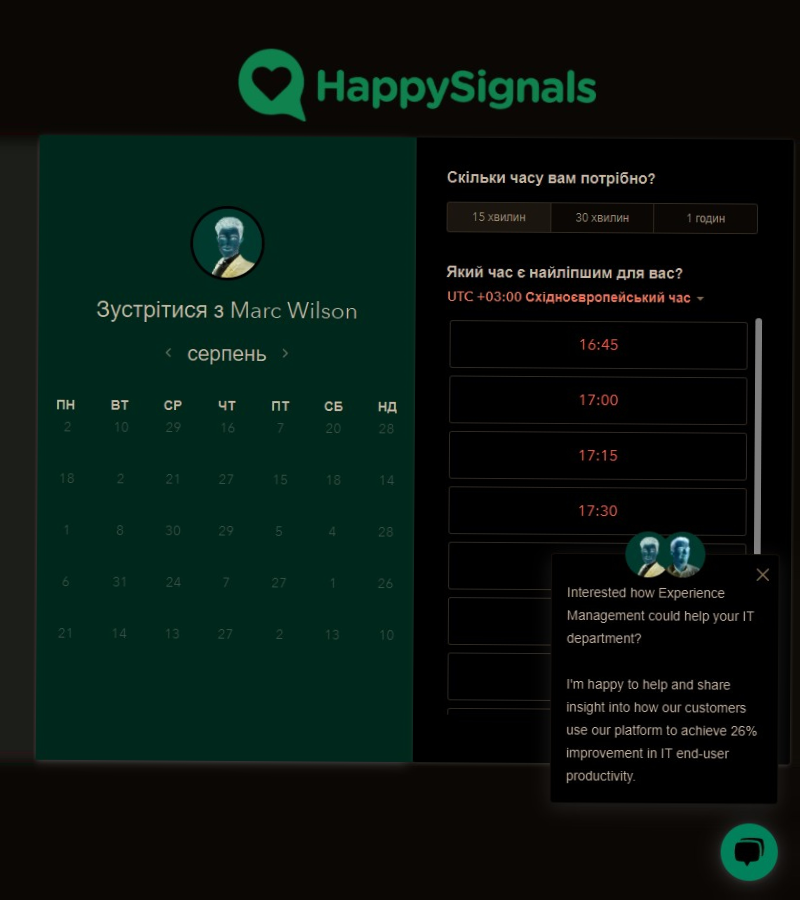 HappySignals
Зустрітися з Marc Wilson
серпень
ПН ВТ СР ЧТ ПТ СБ НД
2 10 29 16 7 20 28
18 2 21 27 15 18 14
1 8 30 29 5 4 28
6 31 24 7 27 1 26
21 14 13 27 2 13 10
Скільки часу вам потрібно?
15 хвилин 30 хвилин 1 годин
Який час є найліпшим для вас?
UTC +03:00 Східноєвропейський час
16:45
17:00
17:15
17:30
Interested how Experience
Management could help your IT
department?
I'm happy to help and share
insight into how our customers
use our platform to achieve 26%
improvement in IT end-user
productivity.